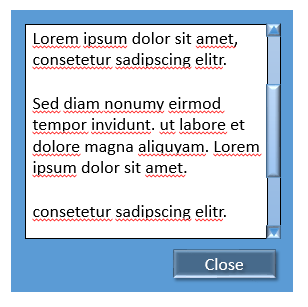 Lorem ipsum dolor sit amet,
consetetur sadipscing elitr.
Sed diam nonumy eirmod
tempor invidunt. ut labore et
dolore magna aliquyam. Lorem
ipsum dolor sit amet.
consetetur sadipscing elitr.
Close